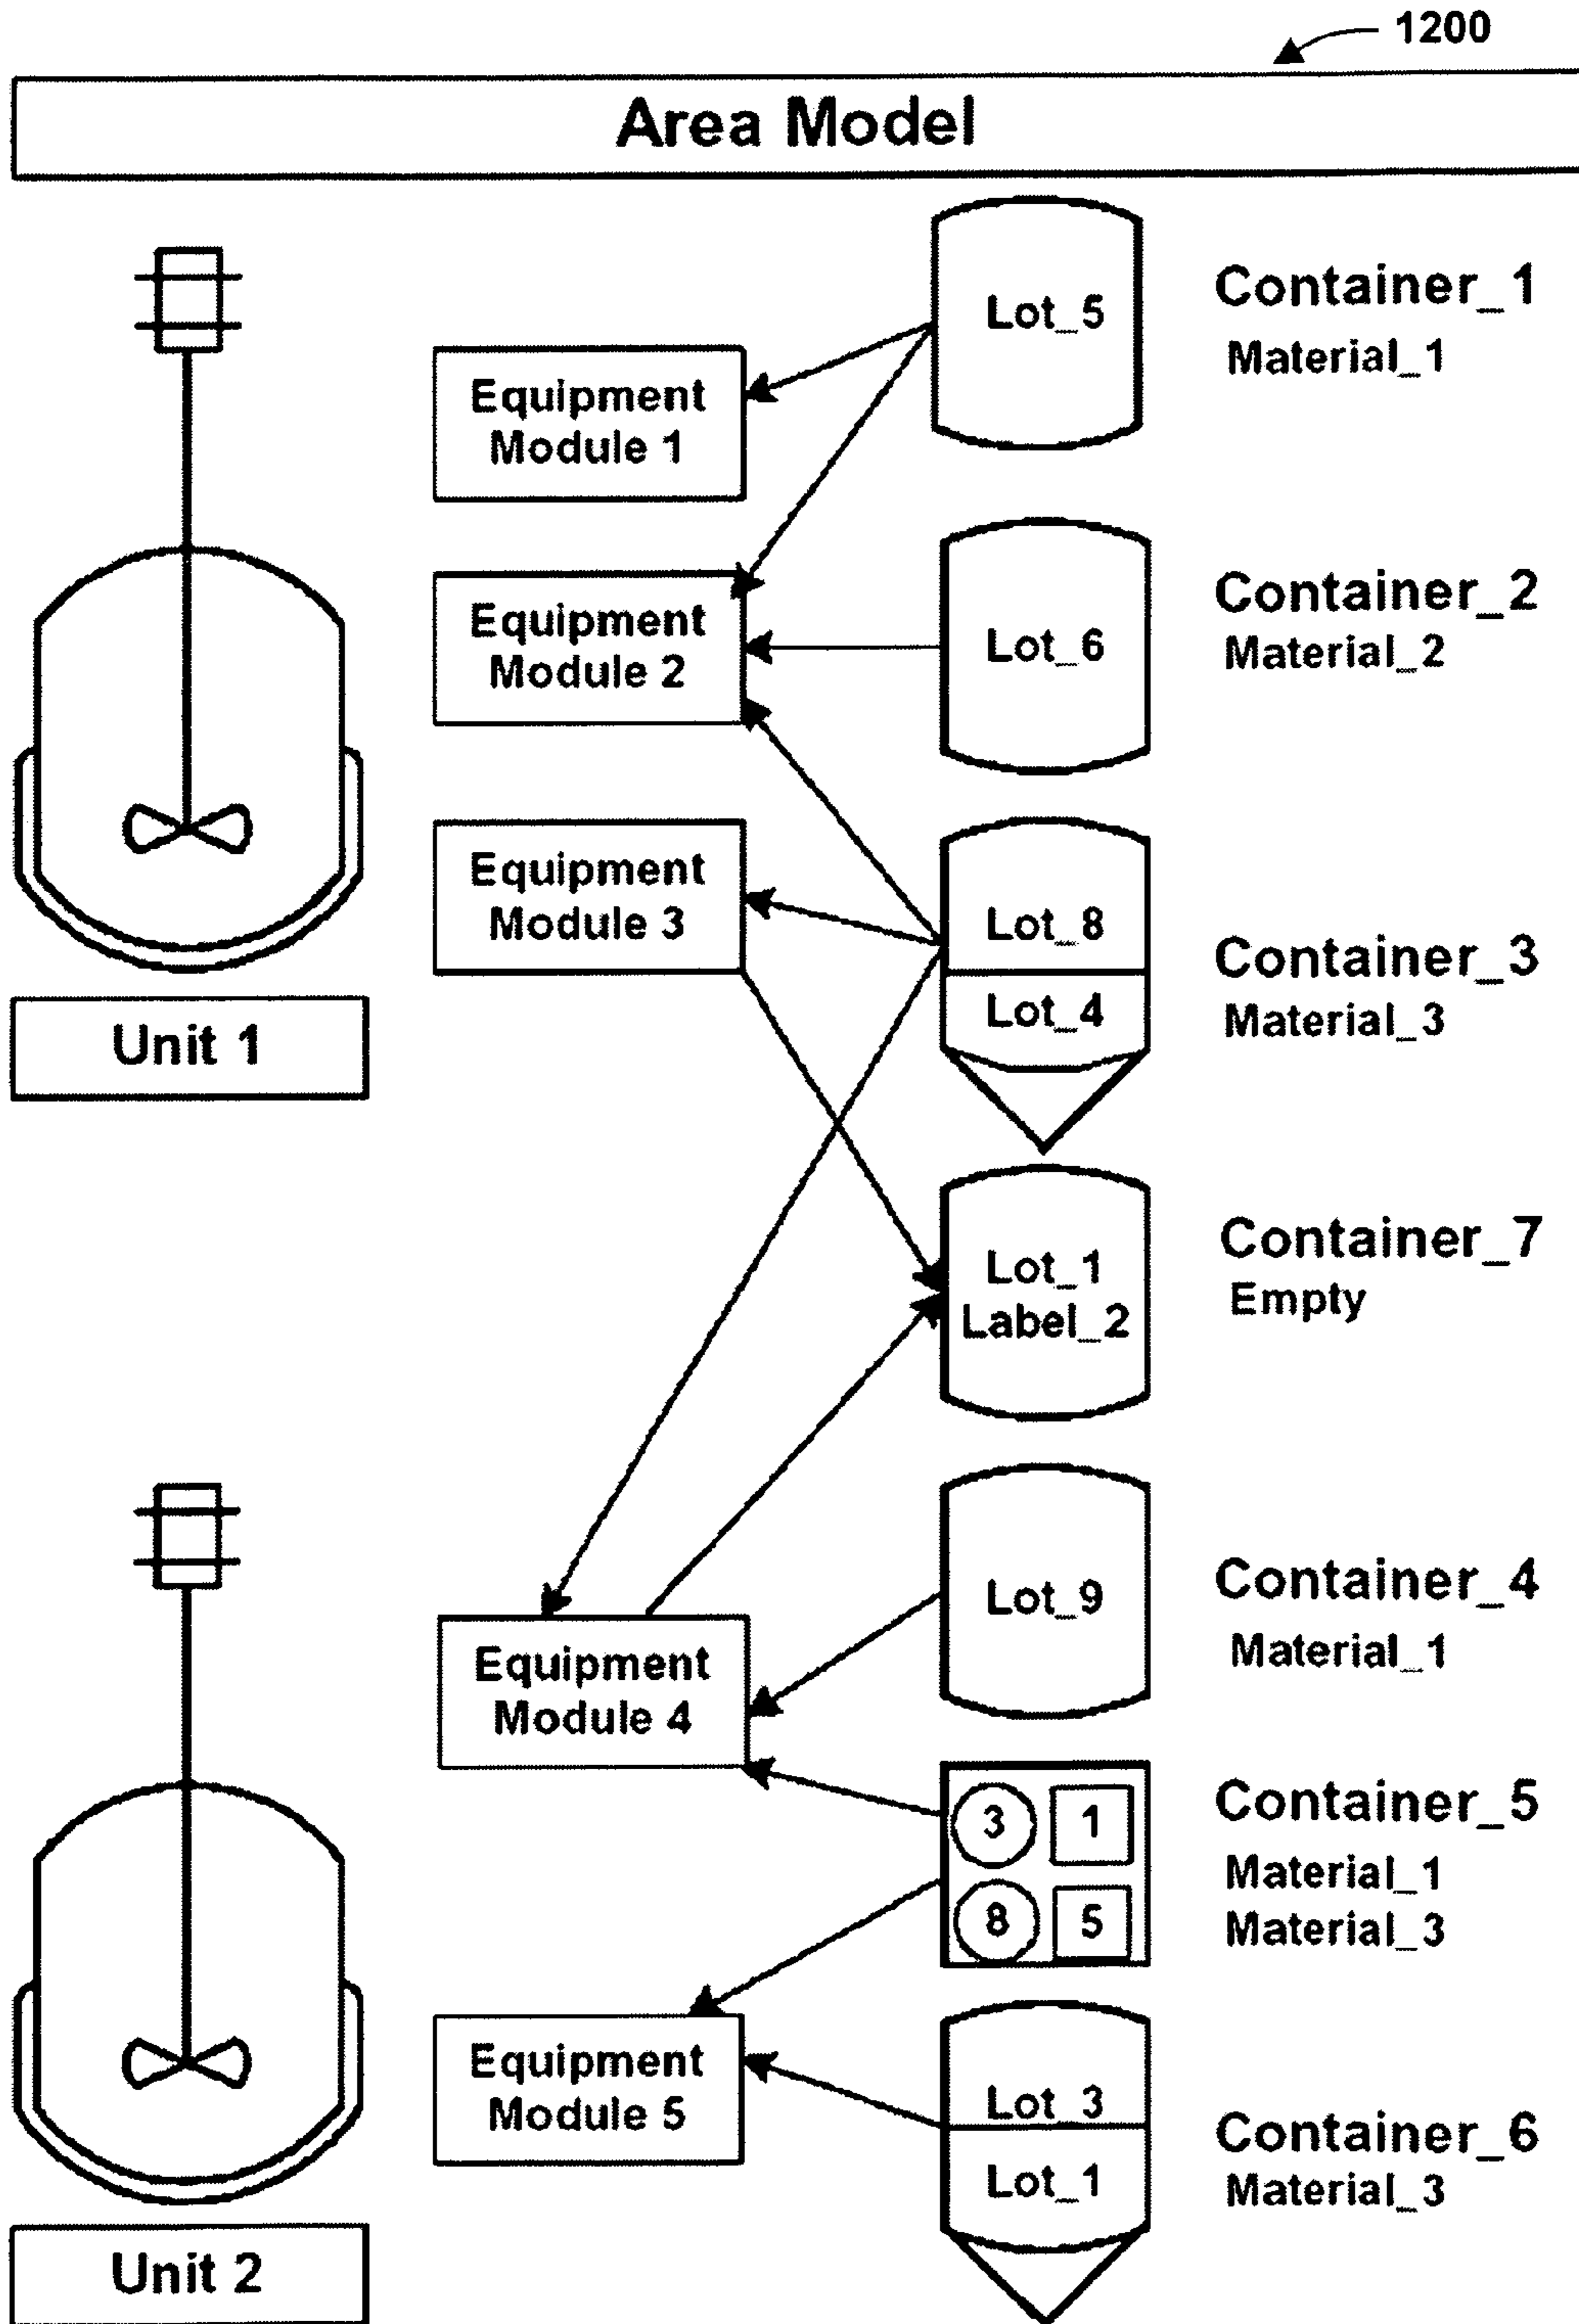 1200
Area Model
Lot_5
Container_1
Material_1
Equipment
Module 1
Equipment
Module 2
Lot_6
Container_2
Material_2
Equipment
Module 3
Lot_8
Lot_4
Container_3
Material_3
Unit 1
Lot_1
Label_2
Container_7
Empty
Lot_9
Container_4
Material_1
Equipment
Module 4
3 1
8 5
Container_5
Material_1
Material_3
Equipment
Module 5
Lot_3
Lot_1
Container_6
Material_3
Unit 2